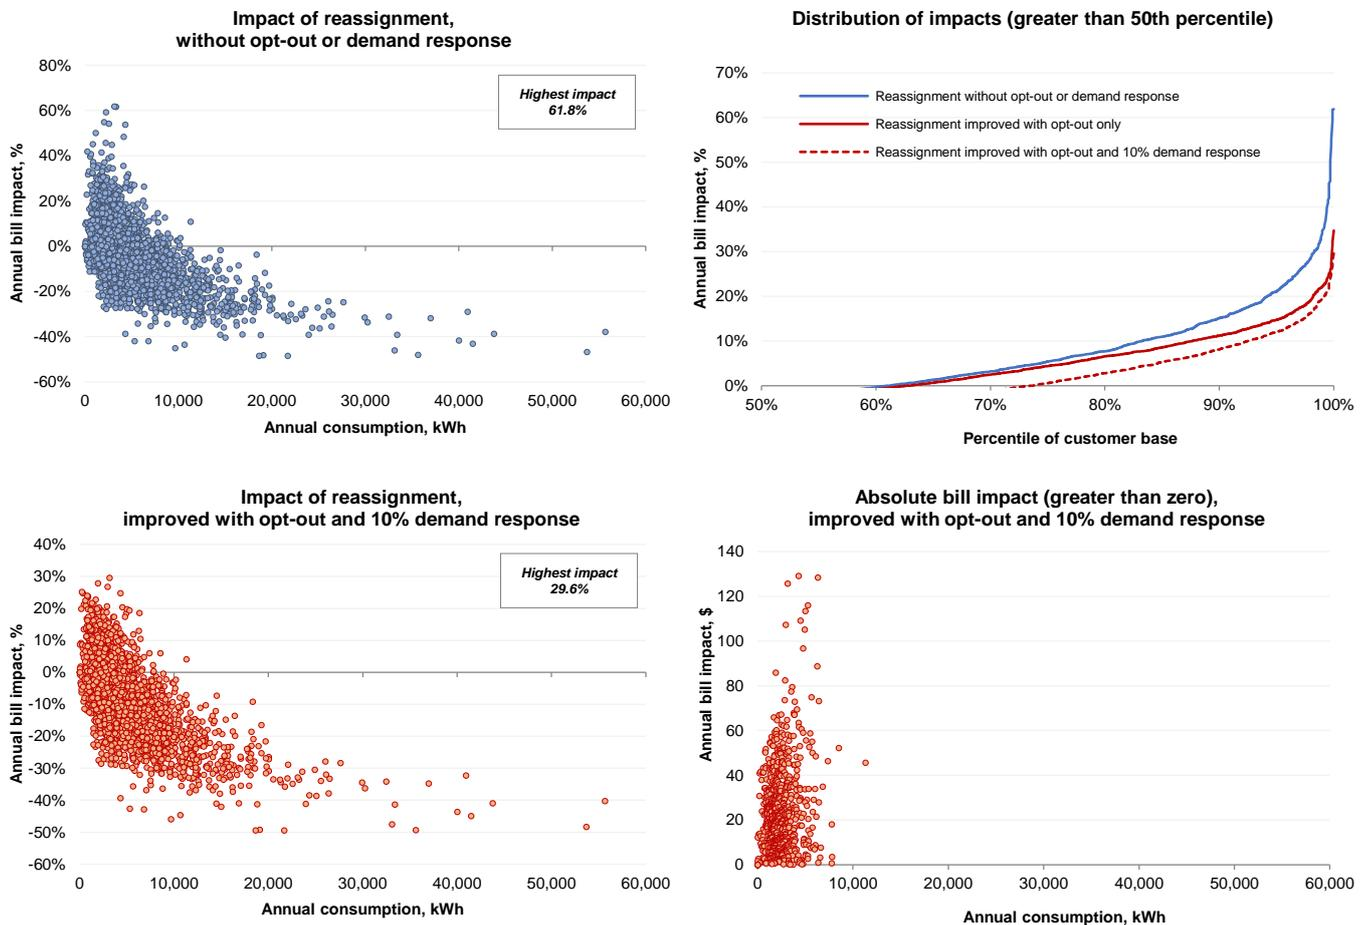 Impact of reassignment,
without opt-out or demand response
80%
60%
40%
20%
0%
-20%
-40%
-60%
Annual bill impact, %
Highest impact
61.8%
0 10,000 20,000 30,000 40,000 50,000 60,000
Annual consumption, kWh
Distribution of impacts (greater than 50th percentile)
70%
60%
50%
40%
30%
20%
10%
0%
Annual bill impact, %
Reassignment without opt-out or demand response
Reassignment improved with opt-out only
Reassignment improved with opt-out and 10% demand response
50% 60% 70% 80% 90% 100%
Percentile of customer base
Impact of reassignment,
improved with opt-out and 10% demand response
40%
30%
20%
10%
0%
-10%
-20%
-30%
-40%
-50%
-60%
Annual bill impact, %
Highest impact
29.6%
0 10,000 20,000 30,000 40,000 50,000 60,000
Annual consumption, kWh
Absolute bill impact (greater than zero),
improved with opt-out and 10% demand response
140
120
100
80
60
40
20
0
Annual bill impact, $
0 10,000 20,000 30,000 40,000 50,000 60,000
Annual consumption, kWh